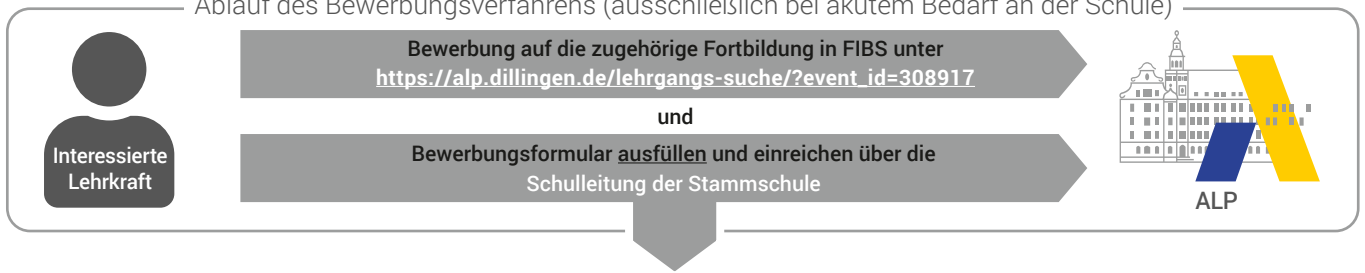 Ablauf des Bewerbungsverfahrens (ausschließlich bei akutem Bedarf an der Schule)
Bewerbung auf die zugehörige Fortbildung in FIBS unter
https://alp.dillingen.de/lehrgangs-suche/?event_id=308917
und
Interessierte
Lehrkraft
Bewerbungsformular ausfüllen und einreichen über die
Schulleitung der Stammschule
ALP